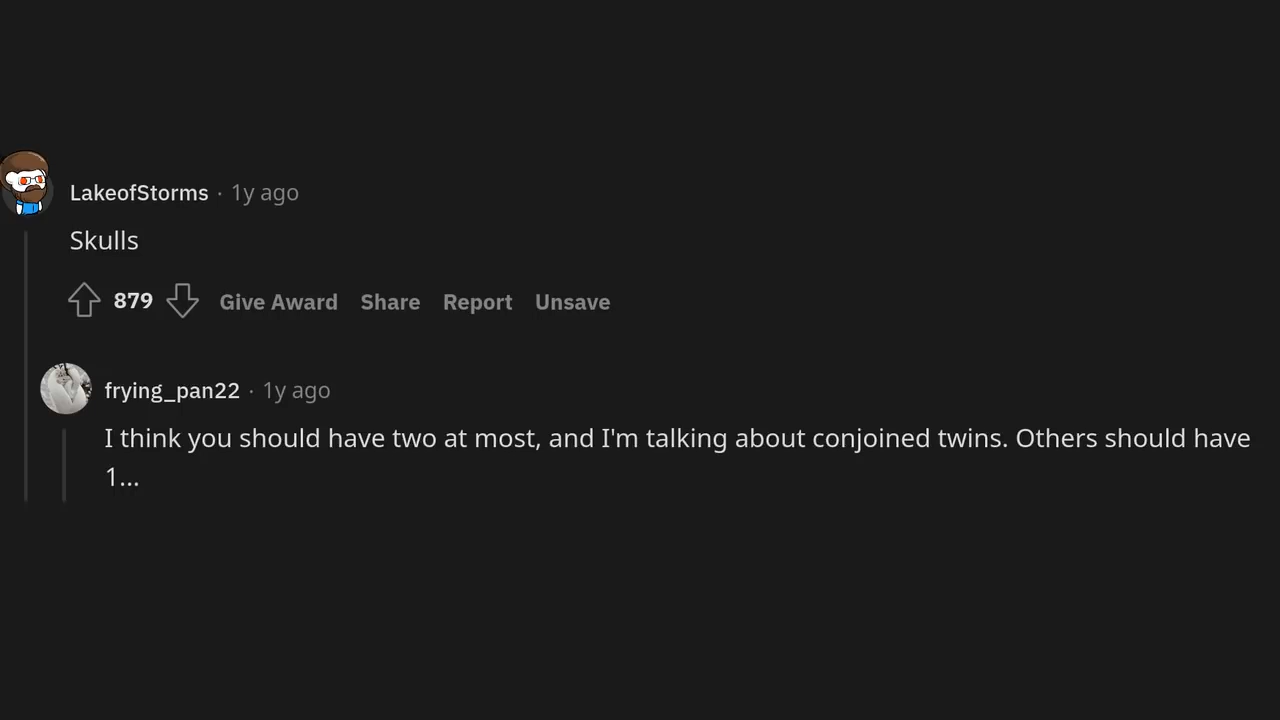 LakeofStorms · 1y ago
Skulls
879 Give Award Share Report Unsave
frying_pan22 · 1y ago
I think you should have two at most, and I'm talking about conjoined twins. Others should have
1...